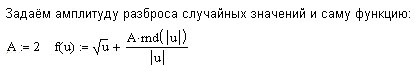 Задаём амплитуду разброса случайных значений и саму функцию:
A := 2 f(u) := √u + A·rnd(|u|) / |u|